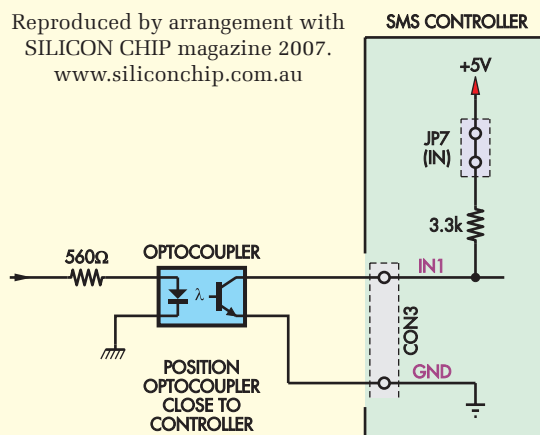 Reproduced by arrangement with
SILICON CHIP magazine 2007.
www.siliconchip.com.au
SMS CONTROLLER
+5V
JP7
(IN)
3.3k
560Ω
OPTOCOUPLER
λ
IN1
CON3
GND
POSITION
OPTOCOUPLER
CLOSE TO
CONTROLLER